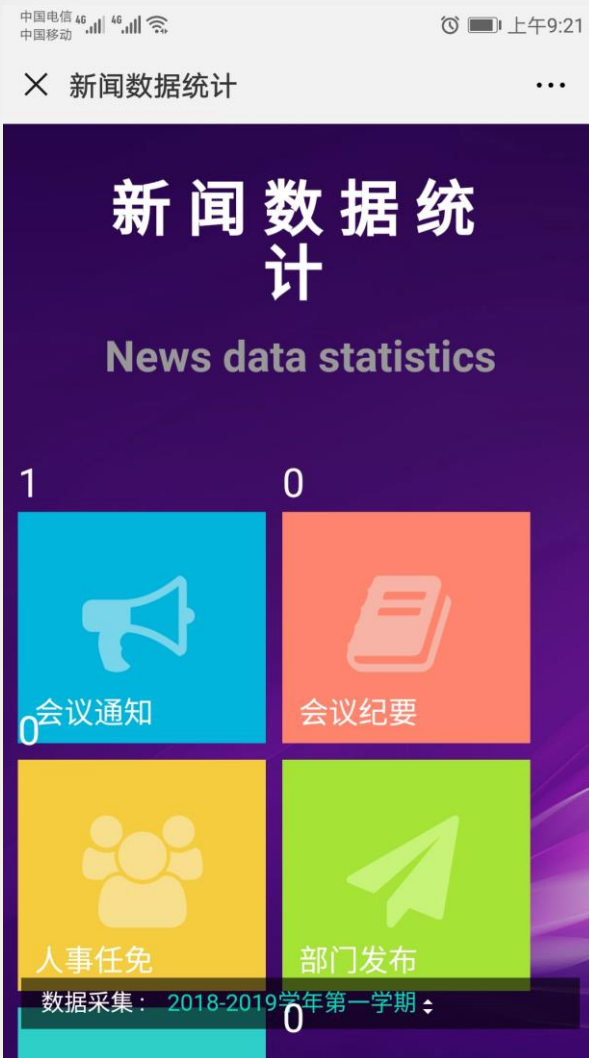 中国电信 4G 4G 上午9:21
中国移动
新闻数据统计
新闻数据统
计
News data statistics
1 0
会议通知 会议纪要
0
人事任免 部门发布
数据采集： 2018-2019学年第一学期
0